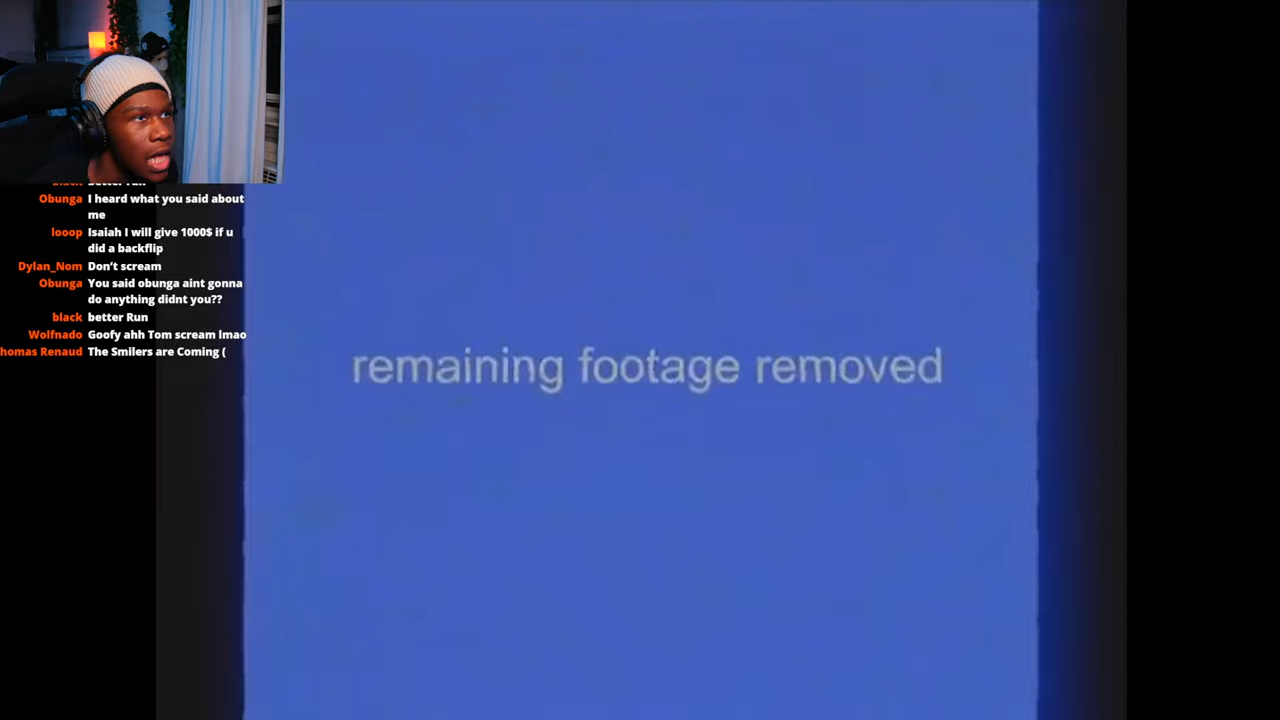 better run
Obunga I heard what you said about
me
looop Isaiah I will give 1000$ if u
did a backflip
Dylan_Nom Don't scream
Obunga You said obunga aint gonna
do anything didnt you??
black better Run
Wolfnado Goofy ahh Tom scream lmao
homas Renaud The Smilers are Coming (
remaining footage removed